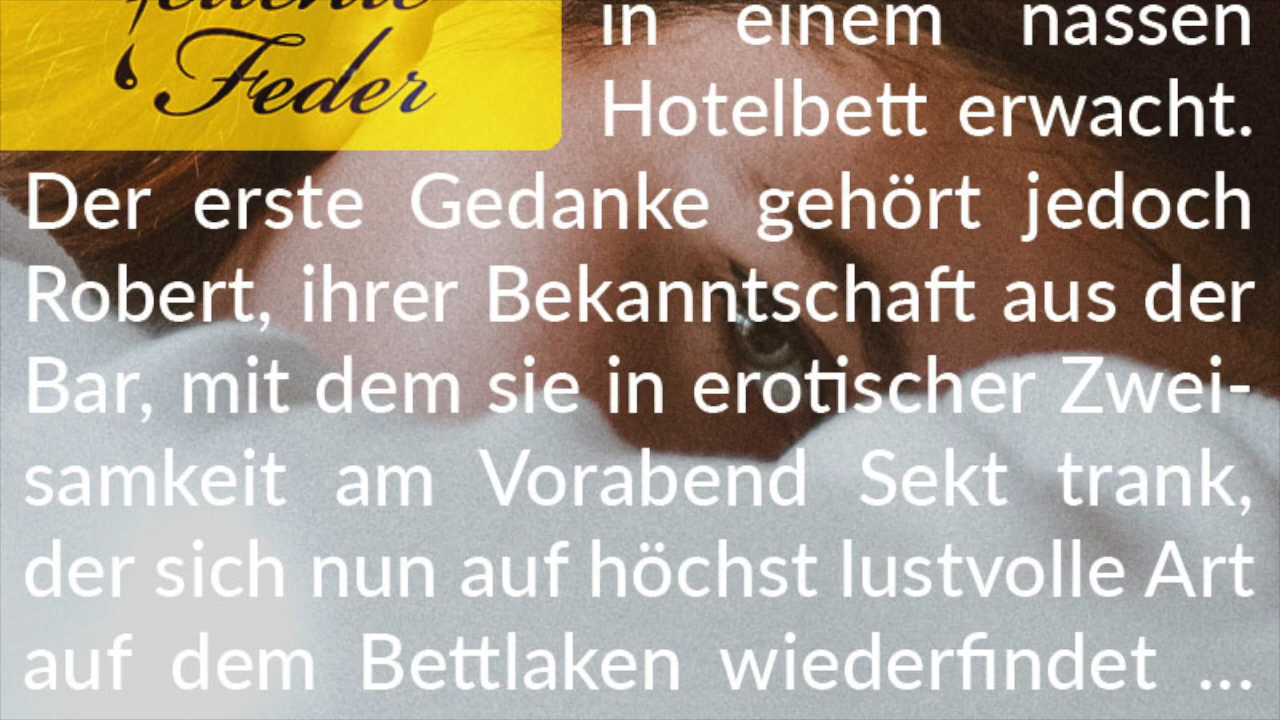 Feder
in einem nassen
Hotelbett erwacht.
Der erste Gedanke gehört jedoch
Robert, ihrer Bekanntschaft aus der
Bar, mit dem sie in erotischer Zwei-
samkeit am Vorabend Sekt trank,
der sich nun auf höchst lustvolle Art
auf dem Bettlaken wiederfindet ...